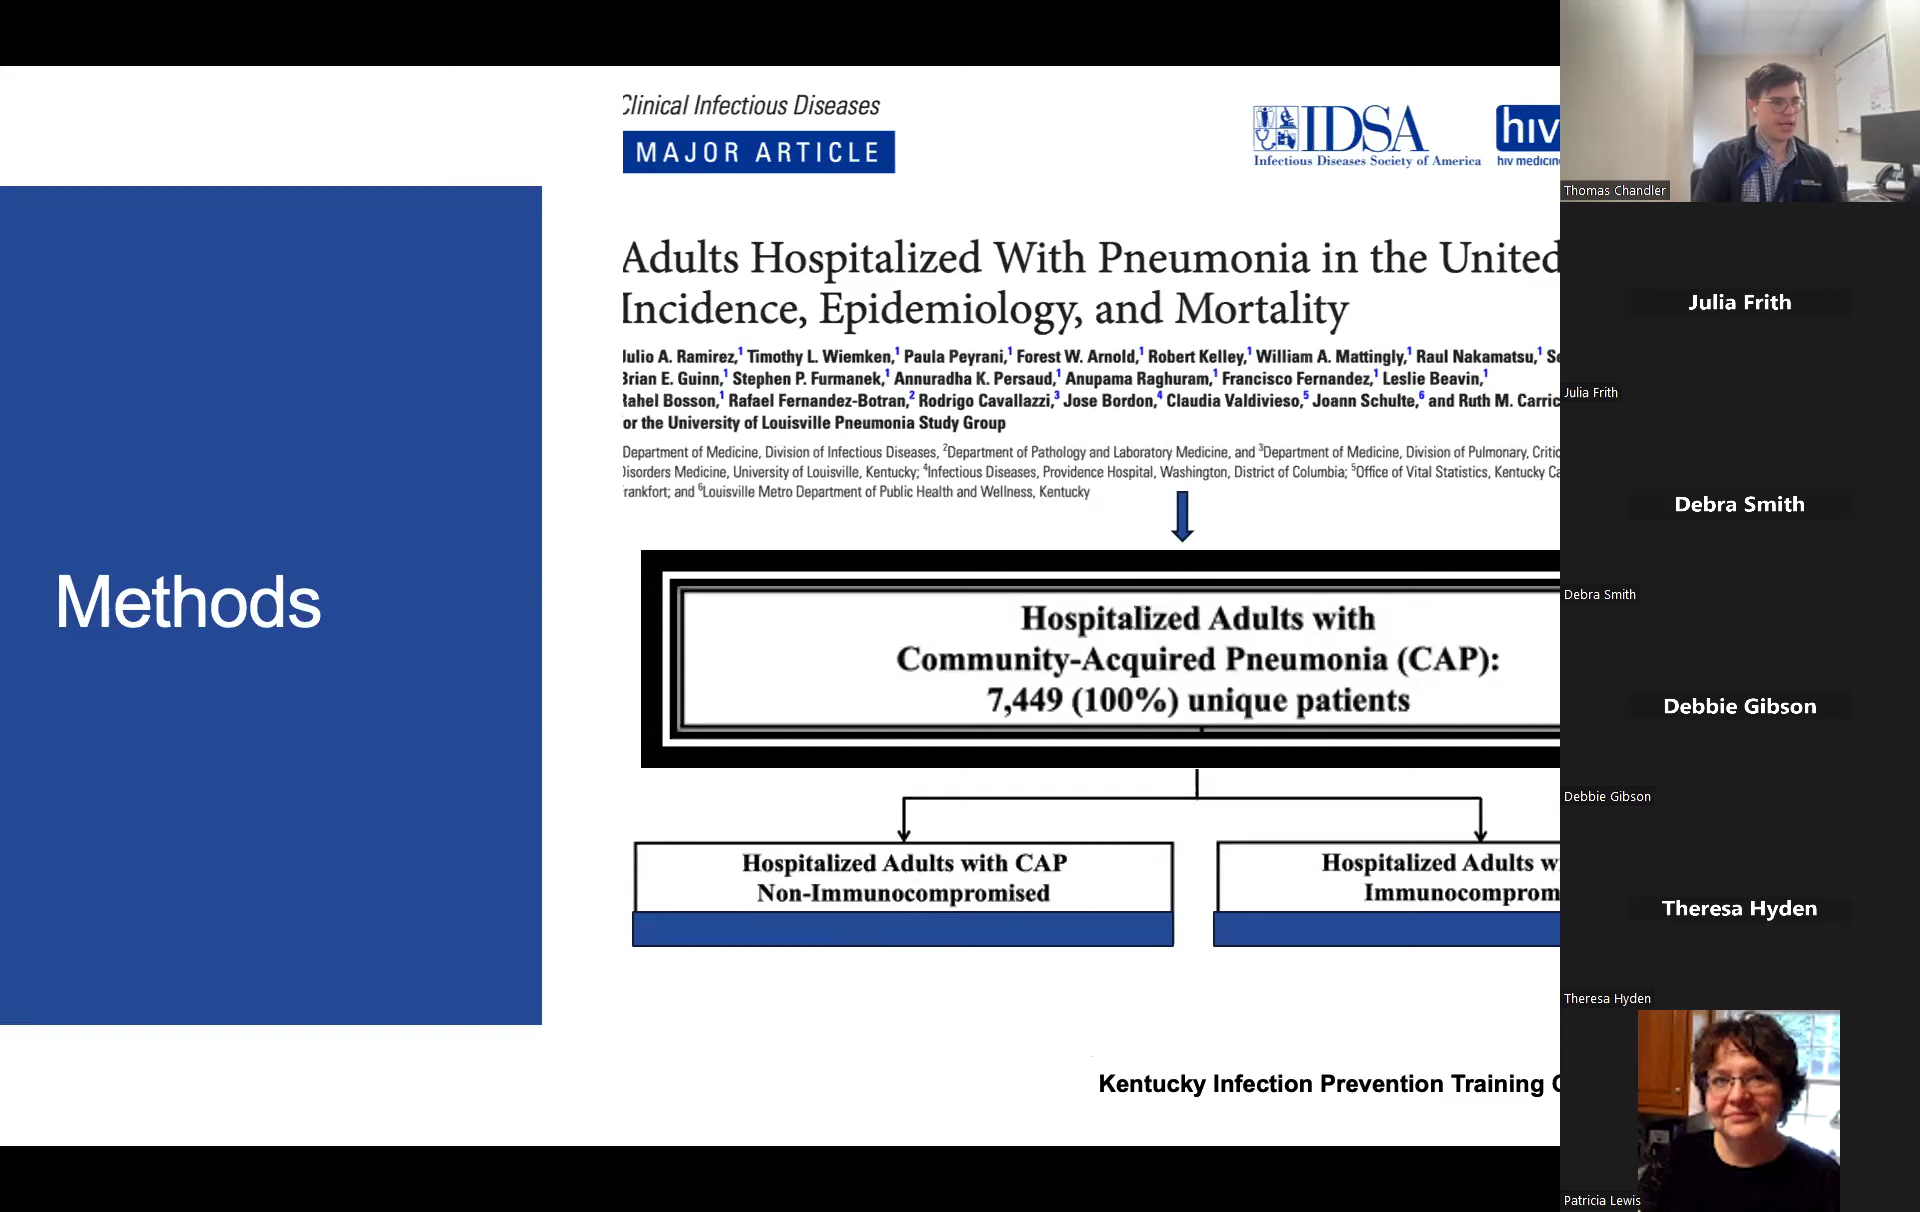 Clinical Infectious Diseases
MAJOR ARTICLE
IDSA
Infectious Diseases Society of America
hiv
hiv medicine
Adults Hospitalized With Pneumonia in the United
Incidence, Epidemiology, and Mortality
Julio A. Ramirez,1 Timothy L. Wiemken,1 Paula Peyrani,1 Forest W. Arnold,1 Robert Kelley,1 William A. Mattingly,1 Raul Nakamatsu,1
Brian E. Guinn,1 Stephen P. Furmanek,1 Annuradha K. Persaud,1 Anupama Raghuram,1 Francisco Fernandez,1 Leslie Beavin,1
Rahel Bosson,1 Rafael Fernandez-Botran,2 Rodrigo Cavallazzi,3 Jose Bordon,4 Claudia Valdivieso,5 Joann Schulte,6 and Ruth M. Carric
or the University of Louisville Pneumonia Study Group
Department of Medicine, Division of Infectious Diseases, 2Department of Pathology and Laboratory Medicine, and 3Department of Medicine, Division of Pulmonary, Critic
Disorders Medicine, University of Louisville, Kentucky; 4Infectious Diseases, Providence Hospital, Washington, District of Columbia; 5Office of Vital Statistics, Kentucky Ca
rankfort; and 6Louisville Metro Department of Public Health and Wellness, Kentucky
Methods
Hospitalized Adults with
Community-Acquired Pneumonia (CAP):
7,449 (100%) unique patients
Hospitalized Adults with CAP
Non-Immunocompromised
Hospitalized Adults w
Immunocomprom
Kentucky Infection Prevention Training
Thomas Chandler
Julia Frith
Julia Frith
Debra Smith
Debra Smith
Debbie Gibson
Debbie Gibson
Theresa Hyden
Theresa Hyden
Patricia Lewis